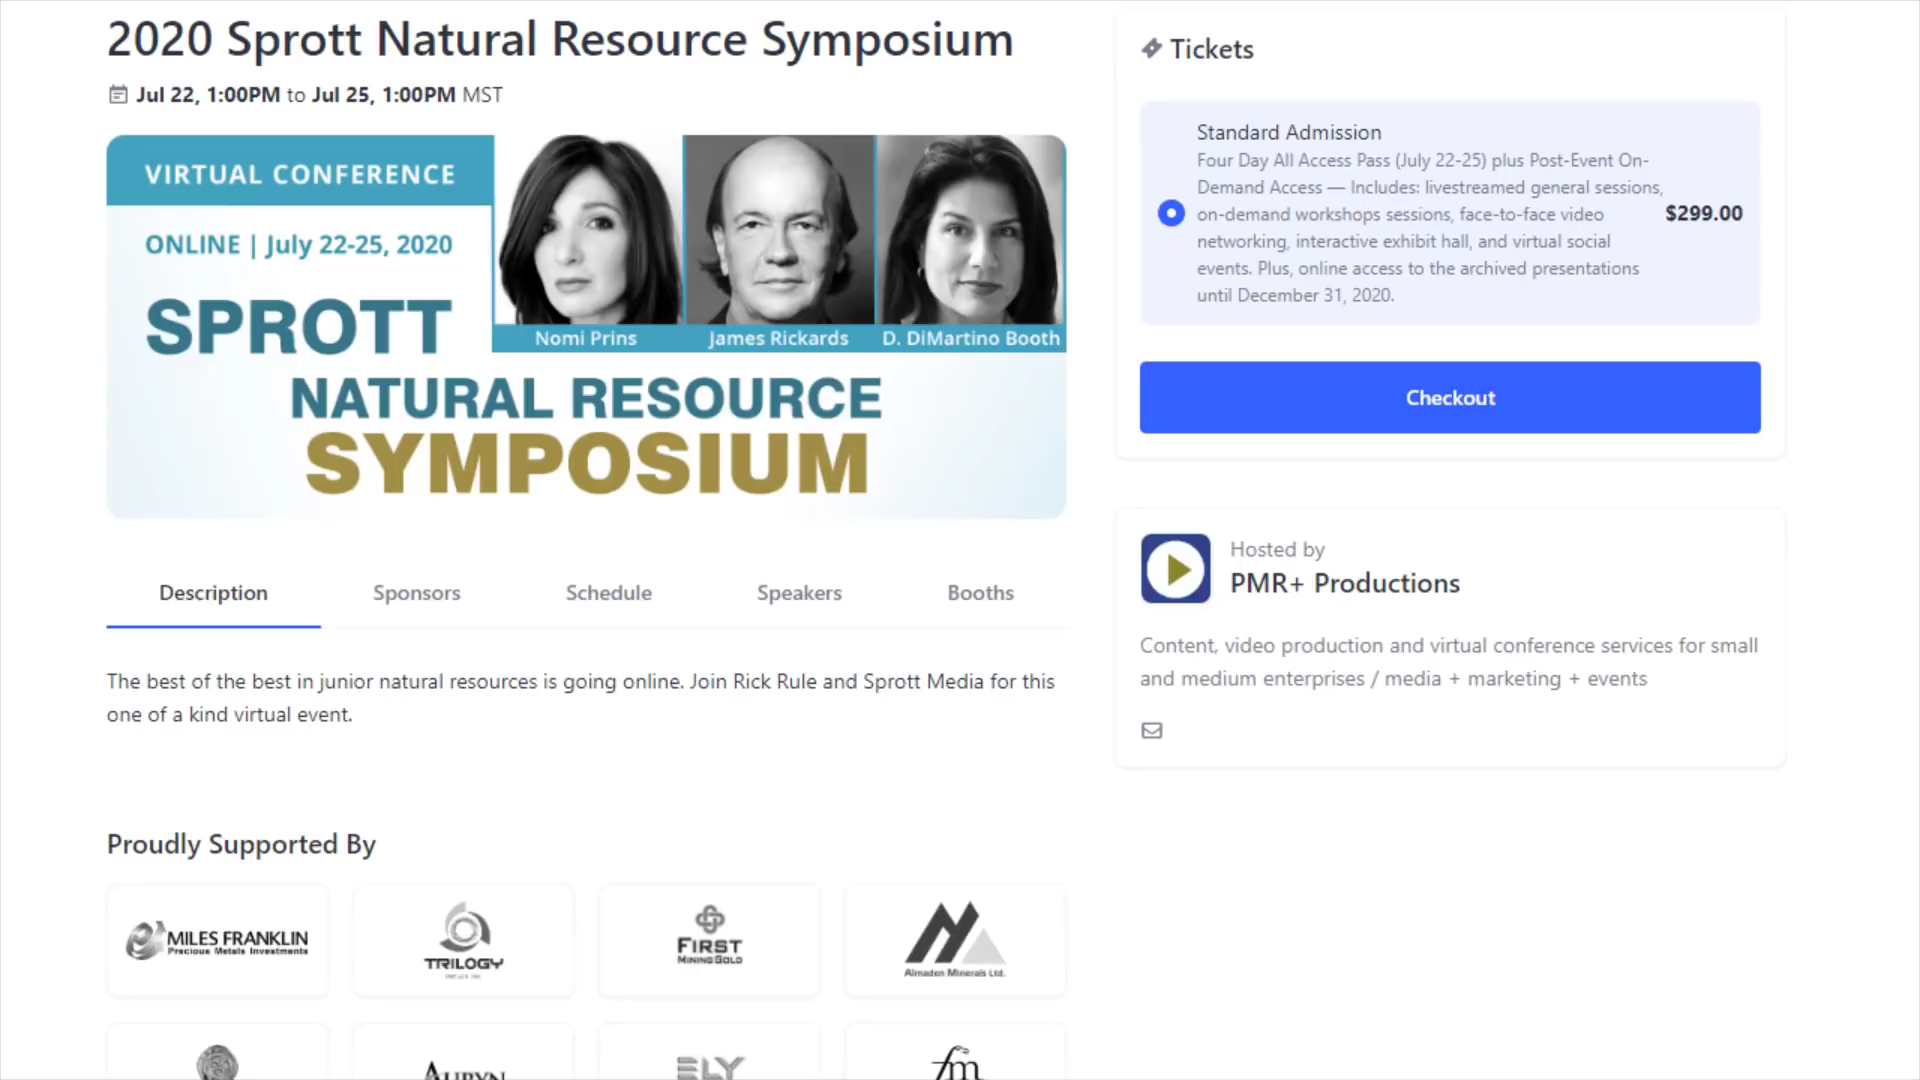 2020 Sprott Natural Resource Symposium
Jul 22, 1:00PM to Jul 25, 1:00PM MST
VIRTUAL CONFERENCE
ONLINE | July 22-25, 2020
SPROTT
NATURAL RESOURCE
SYMPOSIUM
Nomi Prins
James Rickards
D. DiMartino Booth
Description
Sponsors
Schedule
Speakers
Booths
The best of the best in junior natural resources is going online. Join Rick Rule and Sprott Media for this
one of a kind virtual event.
Proudly Supported By
MILES FRANKLIN
Precious Metals Investments
TRILOGY
FIRST
MINING GOLD
Almaden Minerals Ltd.
AURYN
ELY
fm
Tickets
Standard Admission
Four Day All Access Pass (July 22-25) plus Post-Event On-
Demand Access — Includes: livestreamed general sessions,
on-demand workshops sessions, face-to-face video
networking, interactive exhibit hall, and virtual social
events. Plus, online access to the archived presentations
until December 31, 2020.
$299.00
Checkout
Hosted by
PMR+ Productions
Content, video production and virtual conference services for small
and medium enterprises / media + marketing + events